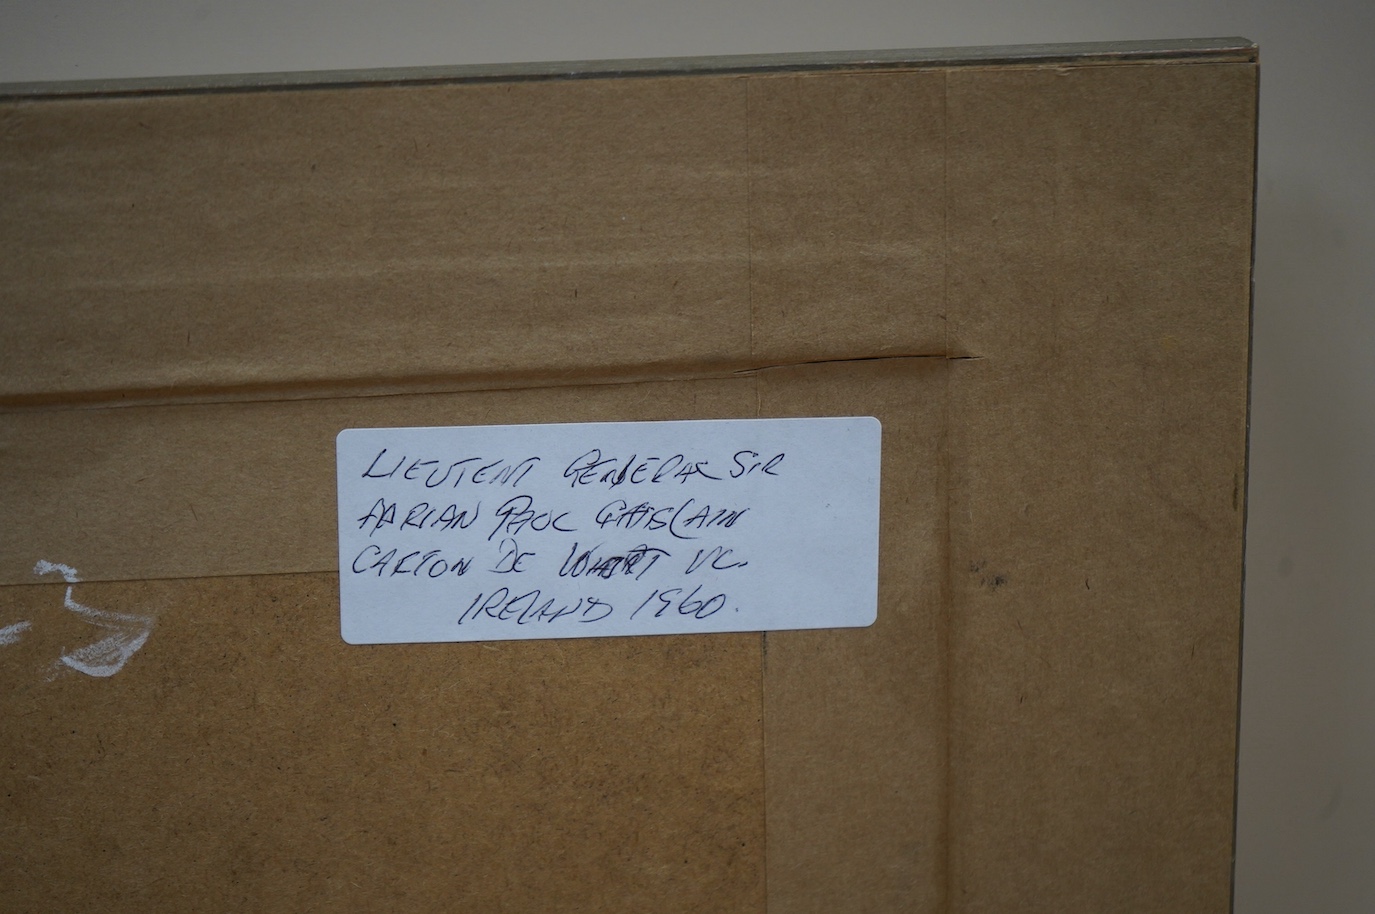 LIEUTENT GENERAL SIR
ADRIAN PAUL GHISLAIN
CARTON DE WIART VC.
IRELAND 1960.